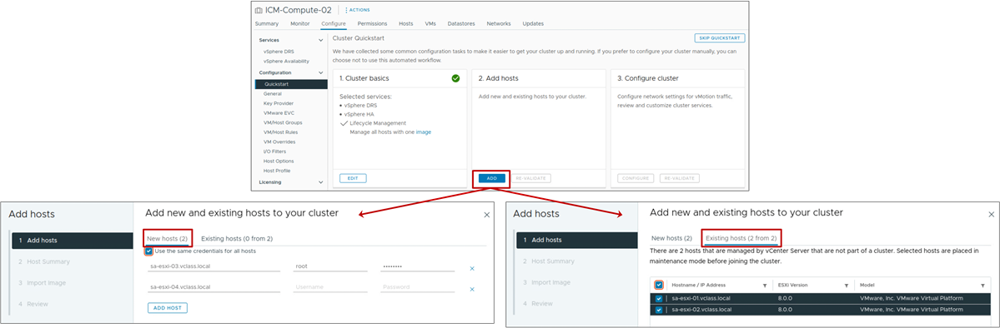 ICM-Compute-02
ACTIONS
Summary Monitor Configure Permissions Hosts VMs Datastores Networks Updates
Services
vSphere DRS
vSphere Availability
Configuration
Quickstart
General
Key Provider
VMware EVC
VM/Host Groups
VM/Host Rules
VM Overrides
I/O Filters
Host Options
Host Profile
Licensing
Cluster Quickstart
SKIP QUICKSTART
We have collected some common configuration tasks to make it easier to get your cluster up and running. If you prefer to configure your cluster manually, you can
choose not to use this automated workflow.
1. Cluster basics
Selected services:
• vSphere DRS
• vSphere HA
Lifecycle Management
Manage all hosts with one image
EDIT
2. Add hosts
Add new and existing hosts to your cluster.
ADD RE-VALIDATE
3. Configure cluster
Configure network settings for vMotion traffic,
review and customize cluster services.
CONFIGURE RE-VALIDATE
Add hosts
1 Add hosts
2 Host Summary
3 Import Image
4 Review
Add new and existing hosts to your cluster
New hosts (2) Existing hosts (0 from 2)
Use the same credentials for all hosts
sa-esxi-03.vclass.local root ••••••••
sa-esxi-04.vclass.local Username Password
ADD HOST
Add hosts
1 Add hosts
2 Host Summary
3 Import Image
4 Review
Add new and existing hosts to your cluster
New hosts (2) Existing hosts (2 from 2)
There are 2 hosts that are managed by vCenter Server that are not part of a cluster. Selected hosts are placed in
maintenance mode before joining the cluster.
Hostname / IP Address ESXi Version Model
sa-esxi-01.vclass.local 8.0.0 VMware, Inc. VMware Virtual Platform
sa-esxi-02.vclass.local 8.0.0 VMware, Inc. VMware Virtual Platform